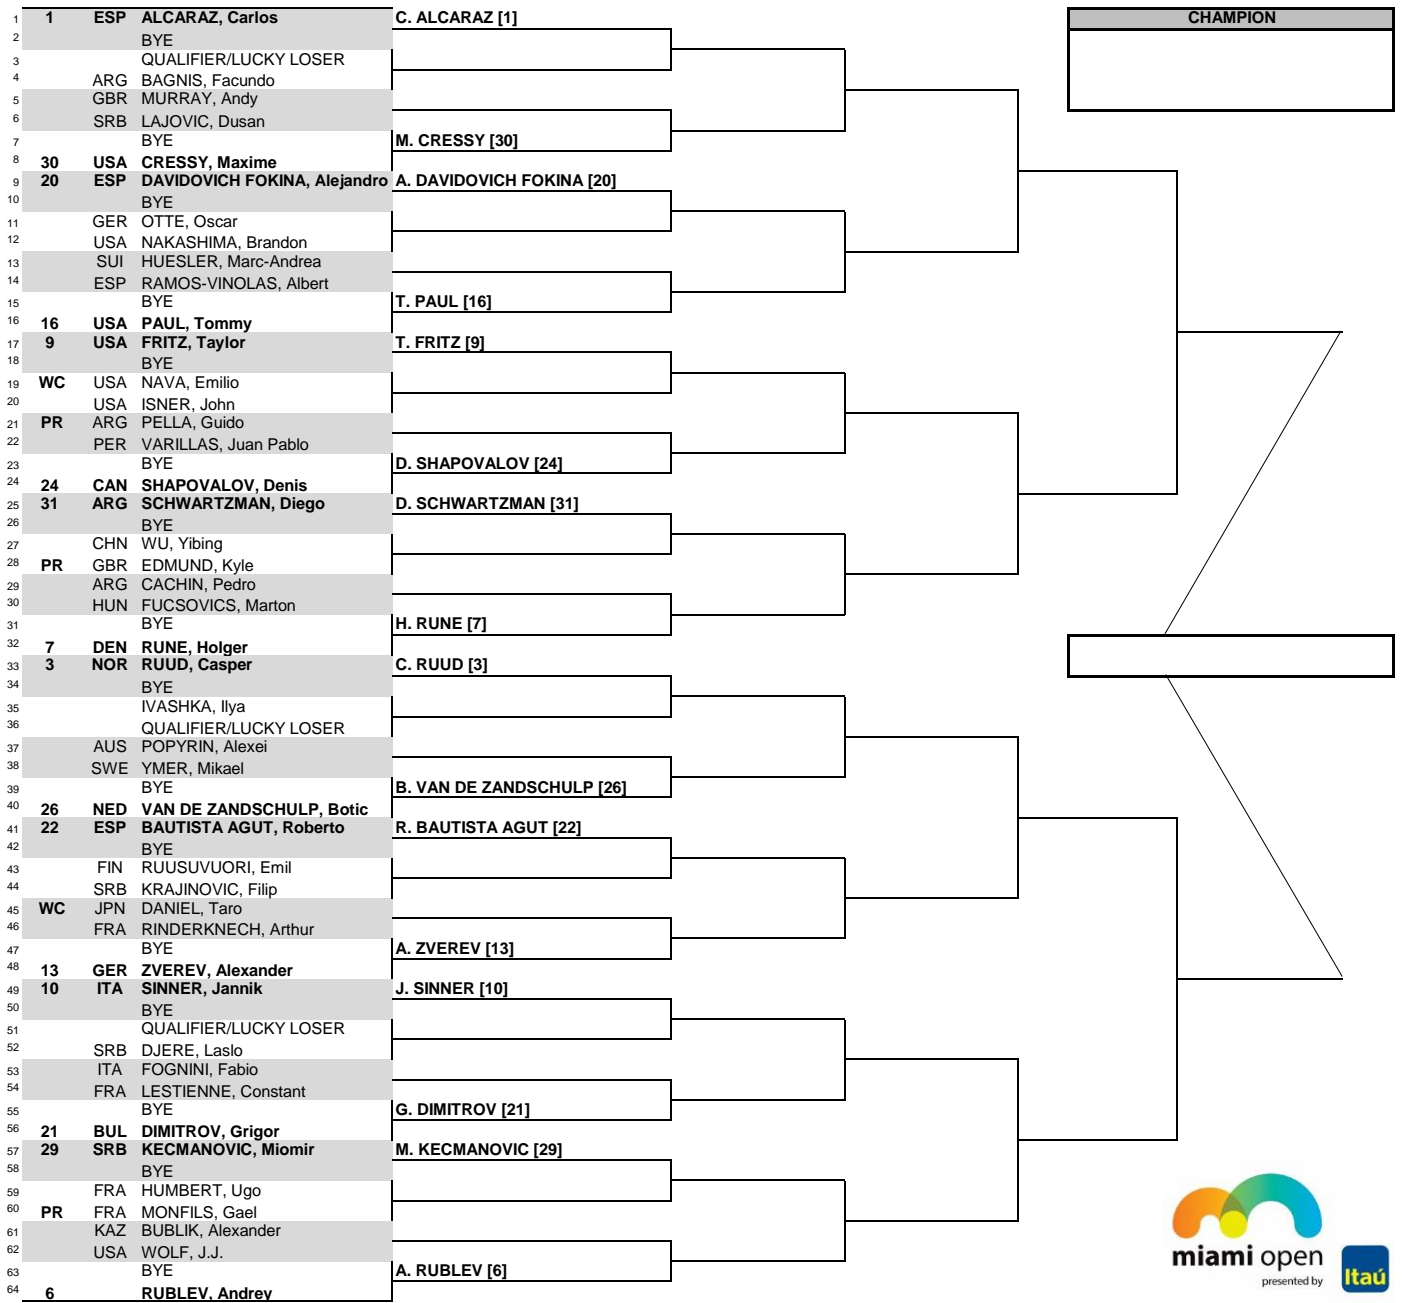 1 1 ESP ALCARAZ, Carlos C. ALCARAZ [1] CHAMPION
2 BYE
3 QUALIFIER/LUCKY LOSER
4 ARG BAGNIS, Facundo
5 GBR MURRAY, Andy
6 SRB LAJOVIC, Dusan
7 BYE M. CRESSY [30]
8 30 USA CRESSY, Maxime
9 20 ESP DAVIDOVICH FOKINA, Alejandro A. DAVIDOVICH FOKINA [20]
10 BYE
11 GER OTTE, Oscar
12 USA NAKASHIMA, Brandon
13 SUI HUESLER, Marc-Andrea
14 ESP RAMOS-VINOLAS, Albert
15 BYE T. PAUL [16]
16 16 USA PAUL, Tommy
17 9 USA FRITZ, Taylor T. FRITZ [9]
18 BYE
19 WC USA NAVA, Emilio
20 USA ISNER, John
21 PR ARG PELLA, Guido
22 PER VARILLAS, Juan Pablo
23 BYE D. SHAPOVALOV [24]
24 24 CAN SHAPOVALOV, Denis
25 31 ARG SCHWARTZMAN, Diego D. SCHWARTZMAN [31]
26 BYE
27 CHN WU, Yibing
28 PR GBR EDMUND, Kyle
29 ARG CACHIN, Pedro
30 HUN FUCSOVICS, Marton
31 BYE H. RUNE [7]
32 7 DEN RUNE, Holger
33 3 NOR RUUD, Casper C. RUUD [3]
34 BYE
35 IVASHKA, Ilya
36 QUALIFIER/LUCKY LOSER
37 AUS POPYRIN, Alexei
38 SWE YMER, Mikael
39 BYE B. VAN DE ZANDSCHULP [26]
40 26 NED VAN DE ZANDSCHULP, Botic
41 22 ESP BAUTISTA AGUT, Roberto R. BAUTISTA AGUT [22]
42 BYE
43 FIN RUUSUVUORI, Emil
44 SRB KRAJINOVIC, Filip
45 WC JPN DANIEL, Taro
46 FRA RINDERKNECH, Arthur
47 BYE A. ZVEREV [13]
48 13 GER ZVEREV, Alexander
49 10 ITA SINNER, Jannik J. SINNER [10]
50 BYE
51 QUALIFIER/LUCKY LOSER
52 SRB DJERE, Laslo
53 ITA FOGNINI, Fabio
54 FRA LESTIENNE, Constant
55 BYE G. DIMITROV [21]
56 21 BUL DIMITROV, Grigor
57 29 SRB KECMANOVIC, Miomir M. KECMANOVIC [29]
58 BYE
59 FRA HUMBERT, Ugo
60 PR FRA MONFILS, Gael
61 KAZ BUBLIK, Alexander
62 USA WOLF, J.J.
63 BYE A. RUBLEV [6]
64 6 RUBLEV, Andrey
miami open
presented by
Itaú